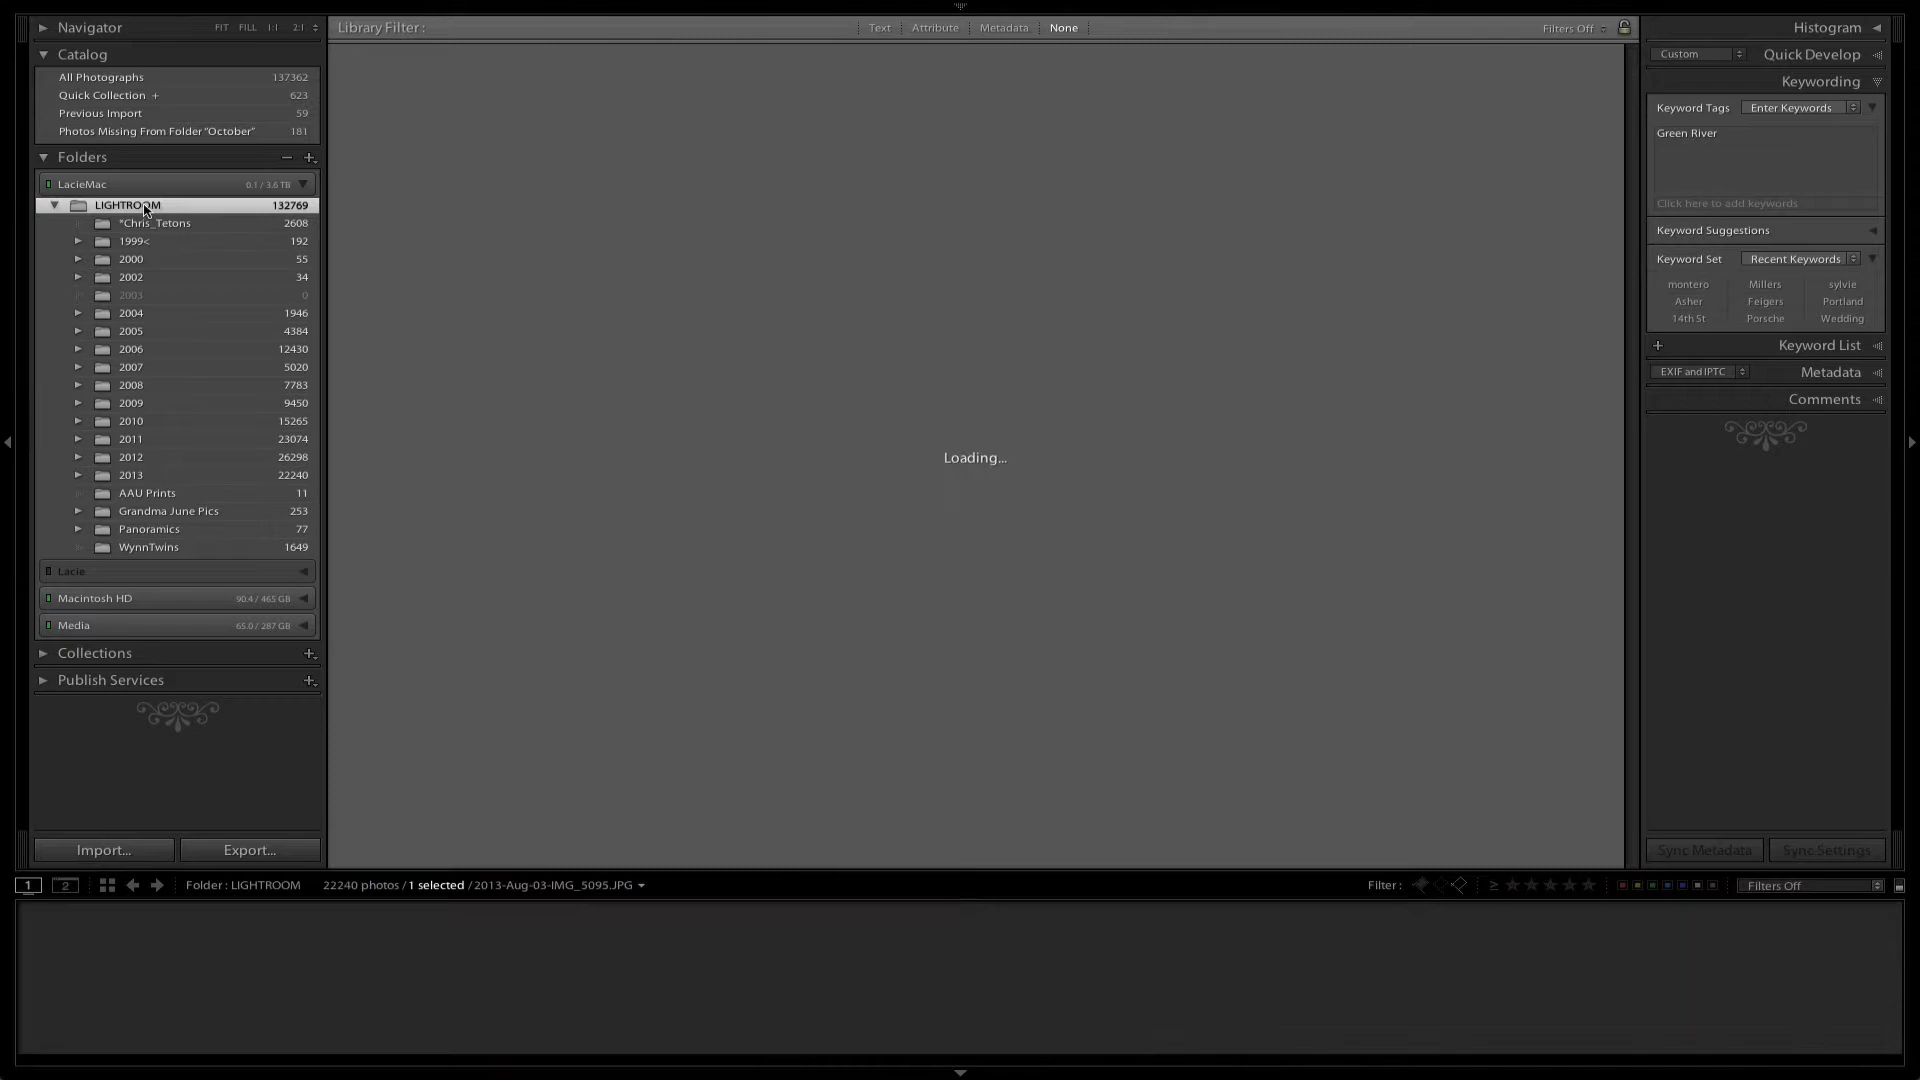 Navigator FIT FILL 1:1 2:1
Catalog
All Photographs 137362
Quick Collection + 623
Previous Import 59
Photos Missing From Folder "October" 181
Folders
LacieMac 0.1 / 3.6 TB
LIGHTROOM 132769
*Chris_Tetons 2608
1999< 192
2000 55
2002 34
2003 0
2004 1946
2005 4384
2006 12430
2007 5020
2008 7783
2009 9450
2010 15265
2011 23074
2012 26298
2013 22240
AAU Prints 11
Grandma June Pics 253
Panoramics 77
WynnTwins 1649
Lacie
Macintosh HD 90.4 / 465 GB
Media 65.0 / 287 GB
Collections
Publish Services
Import... Export...
Library Filter : Text Attribute Metadata None Filters Off
Loading...
Histogram
Custom Quick Develop
Keywording
Keyword Tags Enter Keywords
Green River
Click here to add keywords
Keyword Suggestions
Keyword Set Recent Keywords
montero Millers sylvie
Asher Feigers Portland
14th St Porsche Wedding
Keyword List
EXIF and IPTC Metadata
Comments
Sync Metadata Sync Settings
1 2 Folder : LIGHTROOM 22240 photos / 1 selected / 2013-Aug-03-IMG_5095.JPG Filter : ≥ Filters Off